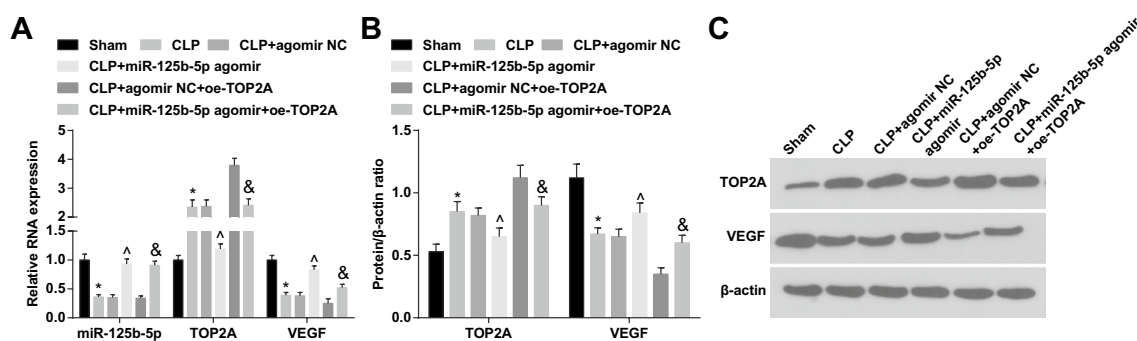 A
Sham CLP CLP+agomir NC
CLP+miR-125b-5p agomir
CLP+agomir NC+oe-TOP2A
CLP+miR-125b-5p agomir+oe-TOP2A
Relative RNA expression
5
4
3
2
1.0
0.5
0.0
* ^ &
* ^ &
* ^ &
miR-125b-5p TOP2A VEGF
B
Sham CLP CLP+agomir NC
CLP+miR-125b-5p agomir
CLP+agomir NC+oe-TOP2A
CLP+miR-125b-5p agomir+oe-TOP2A
Protein/β-actin ratio
1.5
1.0
0.5
0.0
* ^ &
* ^ &
TOP2A VEGF
C
Sham
CLP
CLP+agomir NC
CLP+miR-125b-5p
agomir
CLP+agomir NC
+oe-TOP2A
CLP+miR-125b-5p agomir
+oe-TOP2A
TOP2A
VEGF
β-actin